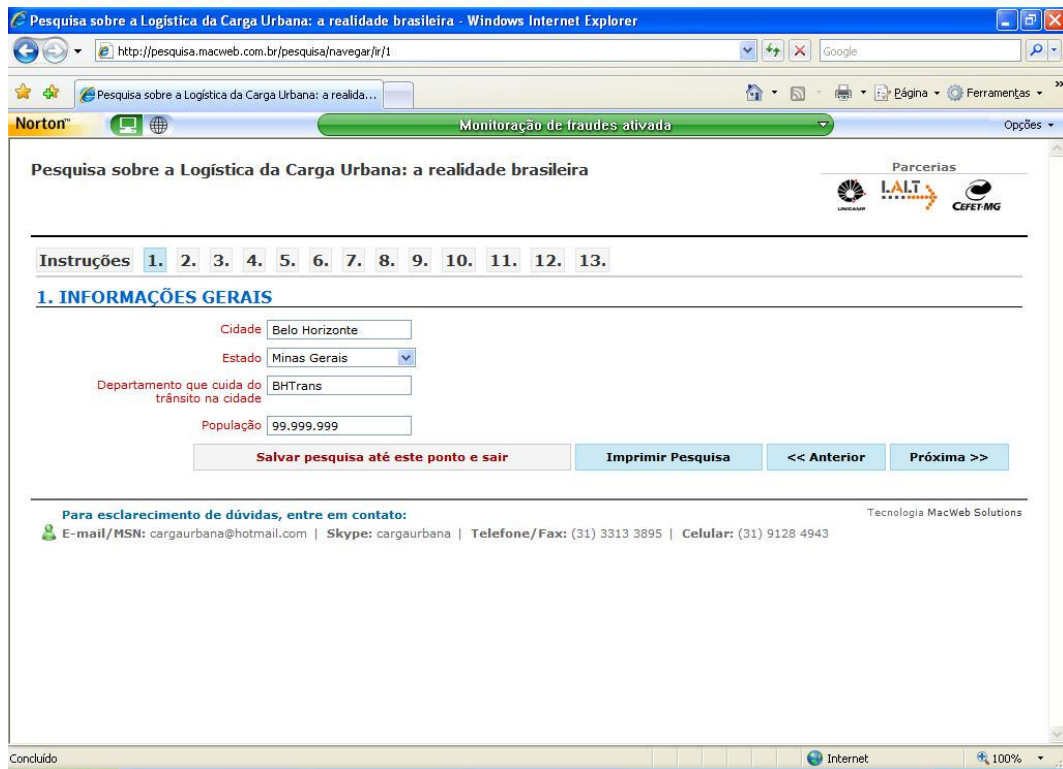 Pesquisa sobre a Logística da Carga Urbana: a realidade brasileira - Windows Internet Explorer
http://pesquisa.macweb.com.br/pesquisa/navegar/ir/1
Google
Pesquisa sobre a Logística da Carga Urbana: a realida...
Página
Ferramentas
Norton™
Monitoração de fraudes ativada
Opções
Pesquisa sobre a Logística da Carga Urbana: a realidade brasileira
Parcerias
UNICAMP
LALT
CEFET-MG
Instruções 1. 2. 3. 4. 5. 6. 7. 8. 9. 10. 11. 12. 13.
1. INFORMAÇÕES GERAIS
Cidade Belo Horizonte
Estado Minas Gerais
Departamento que cuida do BHTrans
trânsito na cidade
População 99.999.999
Salvar pesquisa até este ponto e sair Imprimir Pesquisa << Anterior Próxima >>
Para esclarecimento de dúvidas, entre em contato:
Tecnologia MacWeb Solutions
E-mail/MSN: cargaurbana@hotmail.com | Skype: cargaurbana | Telefone/Fax: (31) 3313 3895 | Celular: (31) 9128 4943
Concluído
Internet
100%